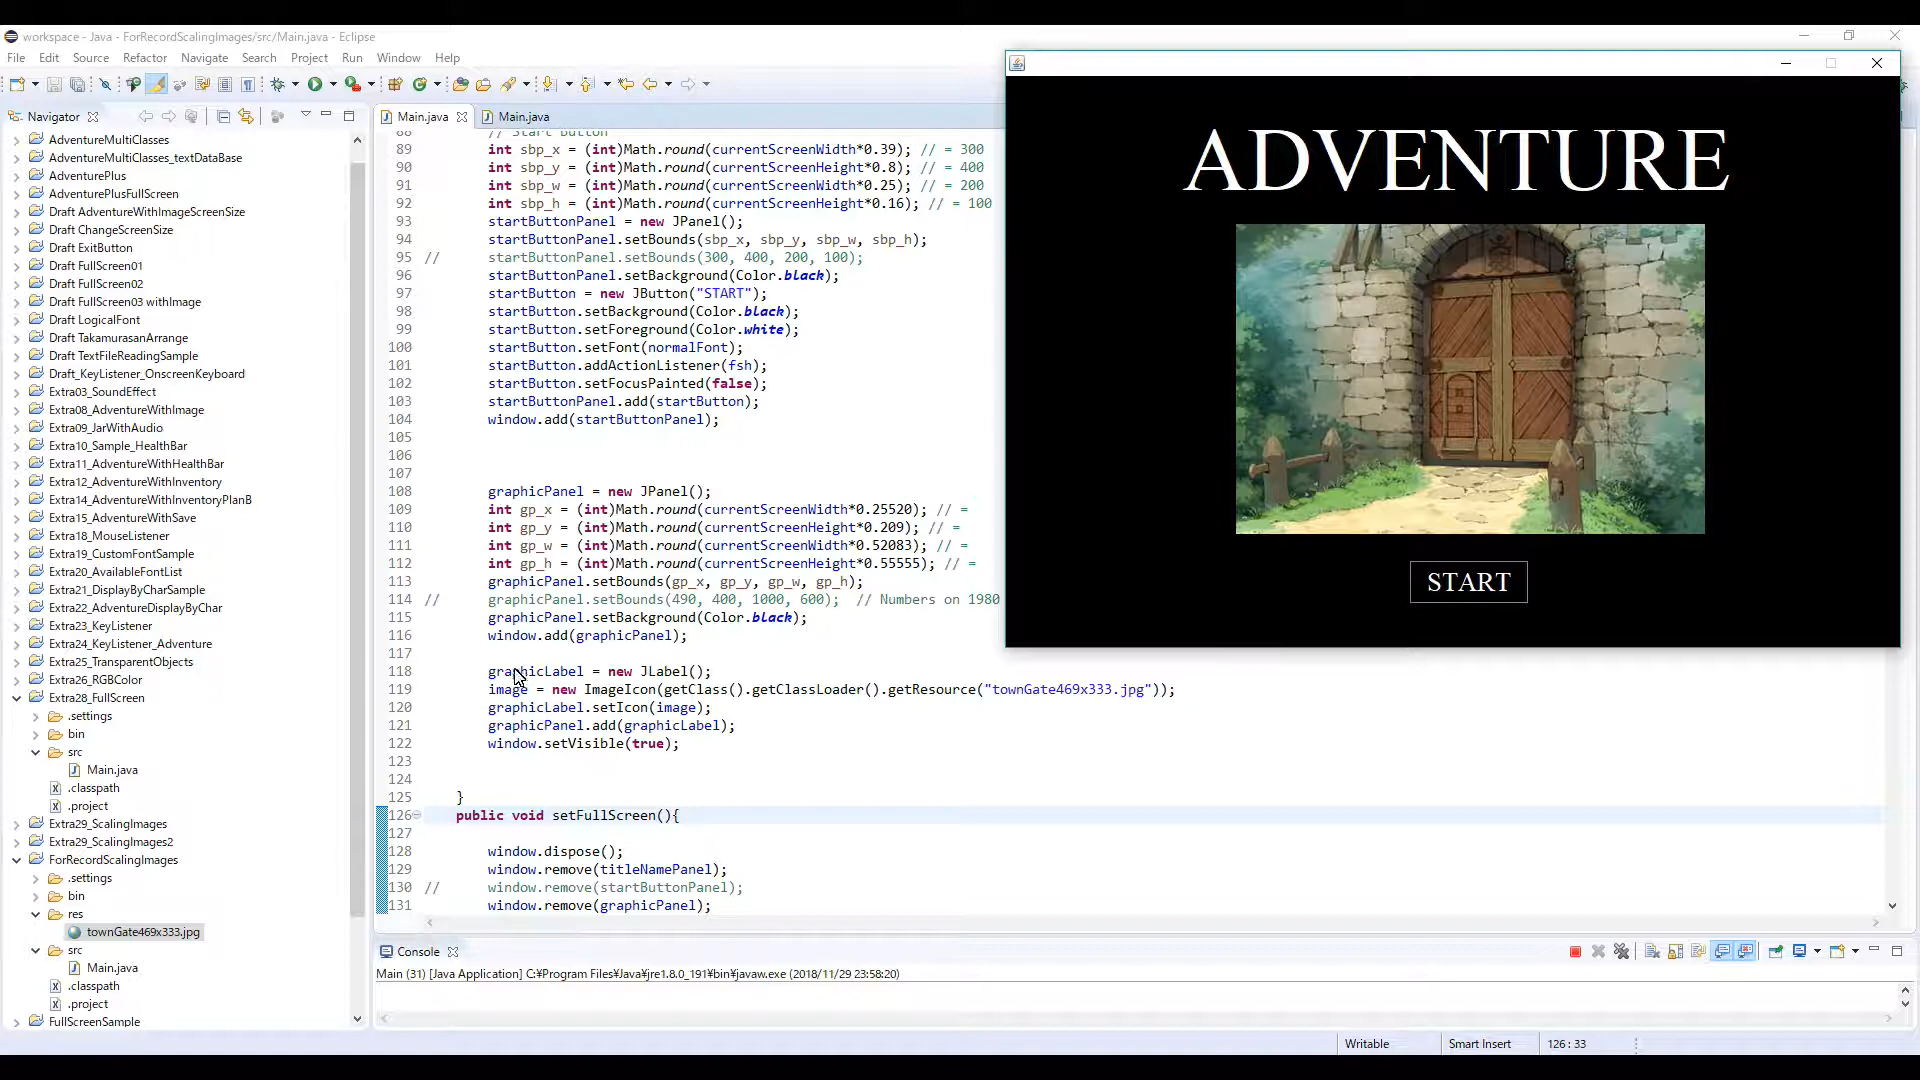 workspace - Java - ForRecordScalingImages/src/Main.java - Eclipse
File Edit Source Refactor Navigate Search Project Run Window Help
Navigator
AdventureMultiClasses
AdventureMultiClasses_textDataBase
AdventurePlus
AdventurePlusFullScreen
Draft AdventureWithImageScreenSize
Draft ChangeScreenSize
Draft ExitButton
Draft FullScreen01
Draft FullScreen02
Draft FullScreen03 withImage
Draft LogicalFont
Draft TakamurasanArrange
Draft TextFileReadingSample
Draft_KeyListener_OnscreenKeyboard
Extra03_SoundEffect
Extra08_AdventureWithImage
Extra09_JarWithAudio
Extra10_Sample_HealthBar
Extra11_AdventureWithHealthBar
Extra12_AdventureWithInventory
Extra14_AdventureWithInventoryPlanB
Extra15_AdventureWithSave
Extra18_MouseListener
Extra19_CustomFontSample
Extra20_AvailableFontList
Extra21_DisplayByCharSample
Extra22_AdventureDisplayByChar
Extra23_KeyListener
Extra24_KeyListener_Adventure
Extra25_TransparentObjects
Extra26_RGBColor
Extra28_FullScreen
.settings
bin
src
Main.java
.classpath
.project
Extra29_ScalingImages
Extra29_ScalingImages2
ForRecordScalingImages
.settings
bin
res
townGate469x333.jpg
src
Main.java
.classpath
.project
FullScreenSample
Main.java Main.java
88 // Start button
89 int sbp_x = (int)Math.round(currentScreenWidth*0.39); // = 300
90 int sbp_y = (int)Math.round(currentScreenHeight*0.8); // = 400
91 int sbp_w = (int)Math.round(currentScreenWidth*0.25); // = 200
92 int sbp_h = (int)Math.round(currentScreenHeight*0.16); // = 100
93 startButtonPanel = new JPanel();
94 startButtonPanel.setBounds(sbp_x, sbp_y, sbp_w, sbp_h);
95 // startButtonPanel.setBounds(300, 400, 200, 100);
96 startButtonPanel.setBackground(Color.black);
97 startButton = new JButton("START");
98 startButton.setBackground(Color.black);
99 startButton.setForeground(Color.white);
100 startButton.setFont(normalFont);
101 startButton.addActionListener(fsh);
102 startButton.setFocusPainted(false);
103 startButtonPanel.add(startButton);
104 window.add(startButtonPanel);
105
106
107
108 graphicPanel = new JPanel();
109 int gp_x = (int)Math.round(currentScreenWidth*0.25520); // =
110 int gp_y = (int)Math.round(currentScreenHeight*0.209); // =
111 int gp_w = (int)Math.round(currentScreenWidth*0.52083); // =
112 int gp_h = (int)Math.round(currentScreenHeight*0.55555); // =
113 graphicPanel.setBounds(gp_x, gp_y, gp_w, gp_h);
114 // graphicPanel.setBounds(490, 400, 1000, 600); // Numbers on 1980
115 graphicPanel.setBackground(Color.black);
116 window.add(graphicPanel);
117
118 graphicLabel = new JLabel();
119 image = new ImageIcon(getClass().getClassLoader().getResource("townGate469x333.jpg"));
120 graphicLabel.setIcon(image);
121 graphicPanel.add(graphicLabel);
122 window.setVisible(true);
123
124
125 }
126 public void setFullScreen(){
127
128 window.dispose();
129 window.remove(titleNamePanel);
130 // window.remove(startButtonPanel);
131 window.remove(graphicPanel);
ADVENTURE
START
Console
Main (31) [Java Application] C:¥Program Files¥Java¥jre1.8.0_191¥bin¥javaw.exe (2018/11/29 23:58:20)
Writable Smart Insert 126 : 33